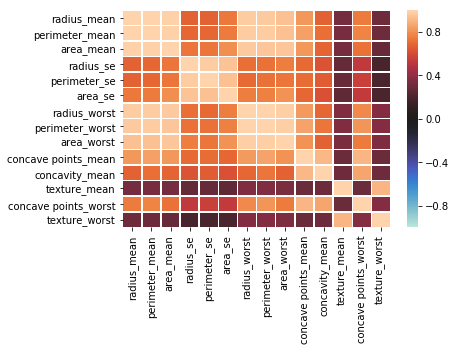 radius_mean
perimeter_mean
area_mean
radius_se
perimeter_se
area_se
radius_worst
perimeter_worst
area_worst
concave points_mean
concavity_mean
texture_mean
concave points_worst
texture_worst
radius_mean
perimeter_mean
area_mean
radius_se
perimeter_se
area_se
radius_worst
perimeter_worst
area_worst
concave points_mean
concavity_mean
texture_mean
concave points_worst
texture_worst
0.8
0.4
0.0
−0.4
−0.8